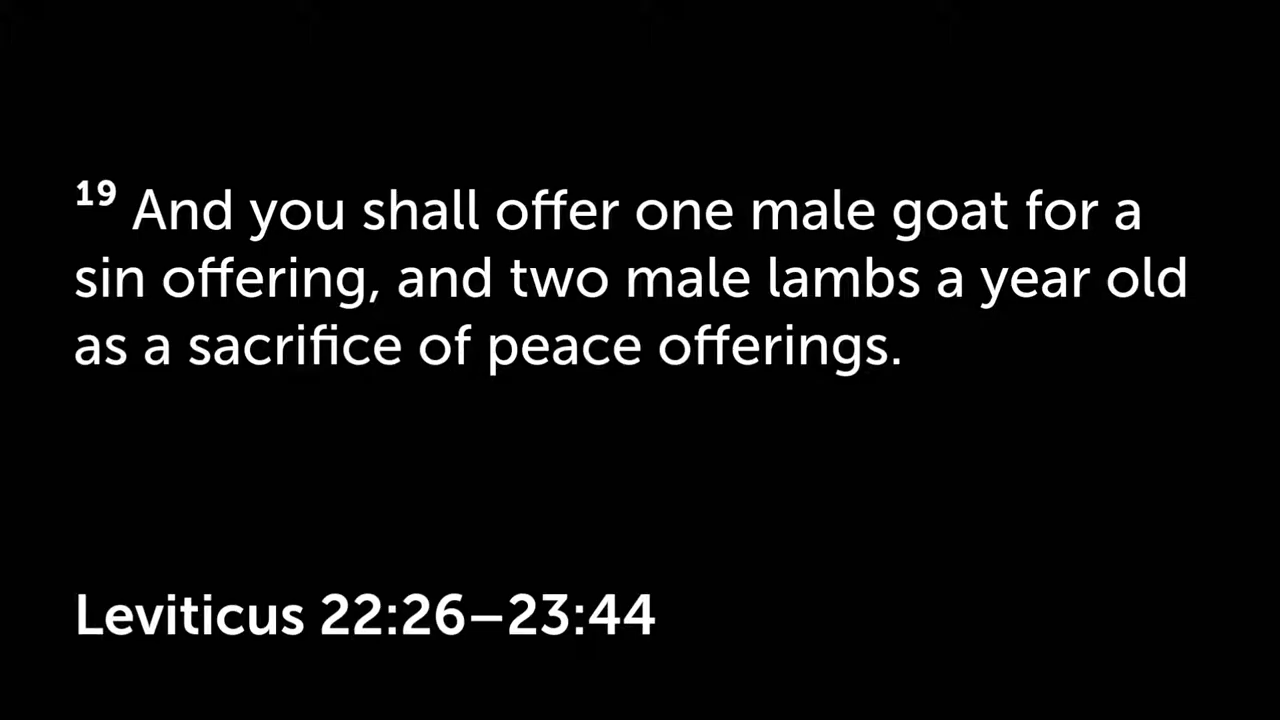 19 And you shall offer one male goat for a
sin offering, and two male lambs a year old
as a sacrifice of peace offerings.
Leviticus 22:26–23:44